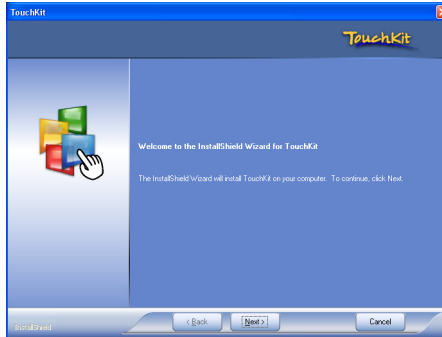 TouchKit
TouchKit
Welcome to the InstallShield Wizard for TouchKit
The InstallShield Wizard will install TouchKit on your computer. To continue, click Next.
InstallShield
< Back
Next >
Cancel